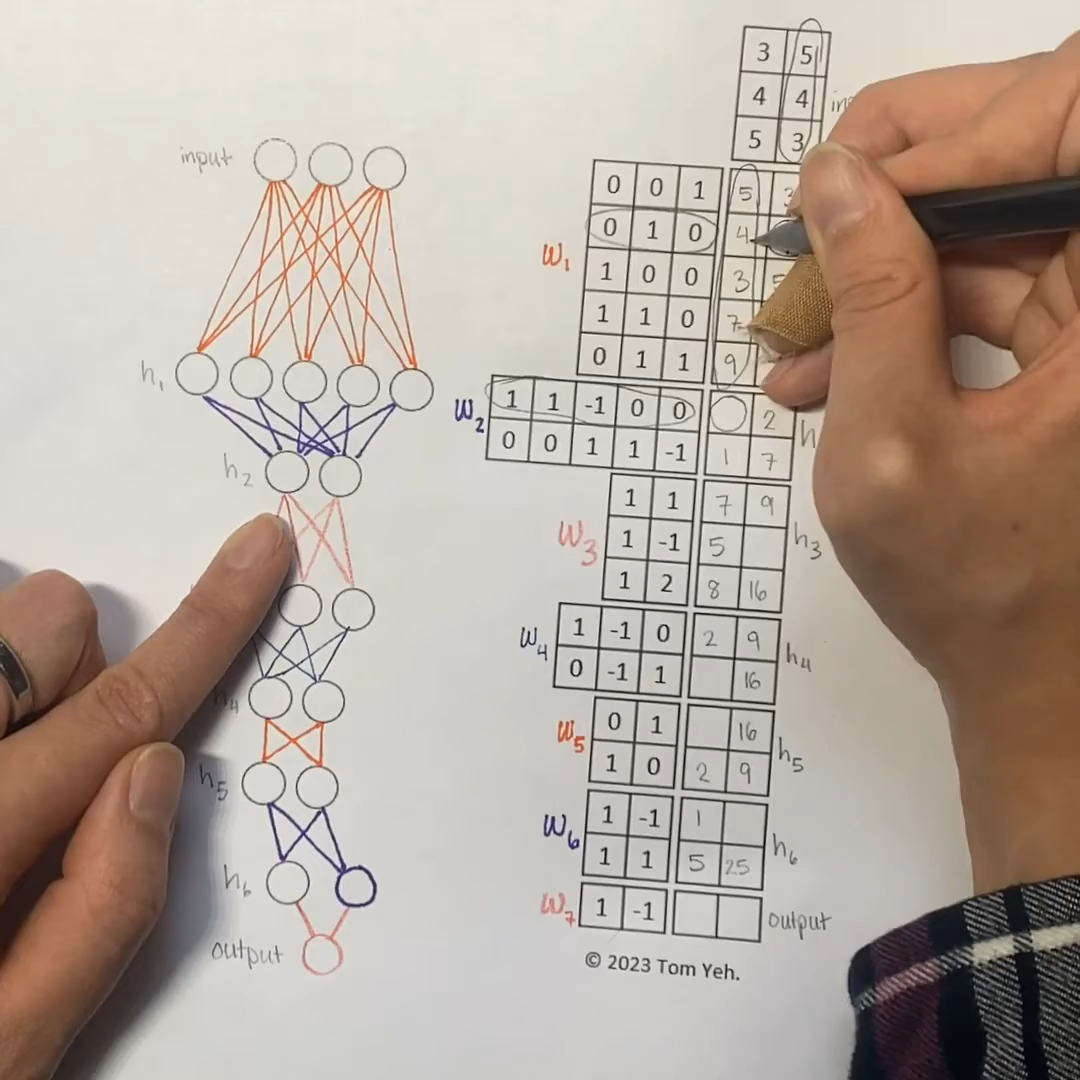 3 5
4 4
5 3
input
0 0 1 5 3
0 1 0 4
W1
1 0 0 3 5
1 1 0 7
0 1 1 9
h1
W2
1 1 -1 0 0 2
0 0 1 1 -1 1 7
h2
1 1 7 9
W3
1 -1 5
h3
1 2 8 16
W4
1 -1 0 2 9
h4
0 -1 1 16
W5
0 1 16
h5
1 0 2 9
h5
W6
1 -1 1
h6
1 1 5 25
h6
W7
1 -1
output
output
© 2023 Tom Yeh.